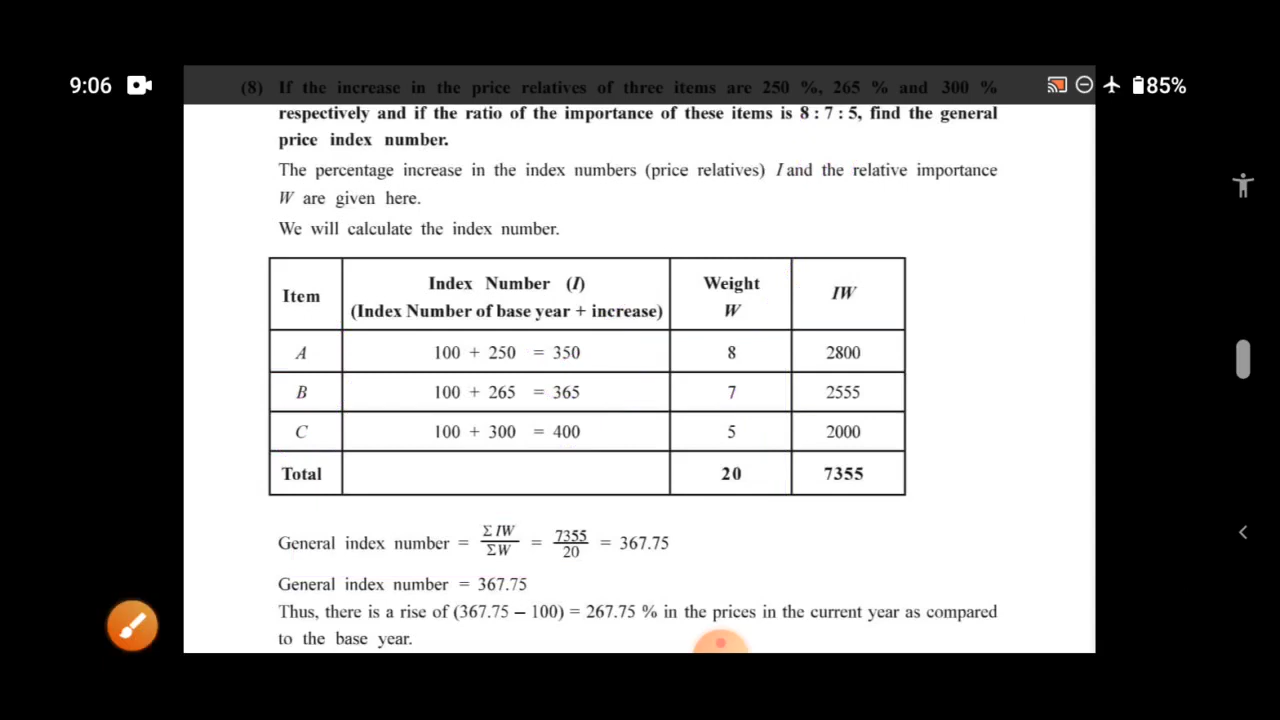 9:06
85%
(8) If the increase in the price relatives of three items are 250 %, 265 % and 300 %
respectively and if the ratio of the importance of these items is 8 : 7 : 5, find the general
price index number.
The percentage increase in the index numbers (price relatives) I and the relative importance
W are given here.
We will calculate the index number.
Item Index Number (I) (Index Number of base year + increase) Weight W IW
A 100 + 250 = 350 8 2800
B 100 + 265 = 365 7 2555
C 100 + 300 = 400 5 2000
Total 20 7355
General index number = Σ IW / Σ W = 7355 / 20 = 367.75
General index number = 367.75
Thus, there is a rise of (367.75 – 100) = 267.75 % in the prices in the current year as compared
to the base year.